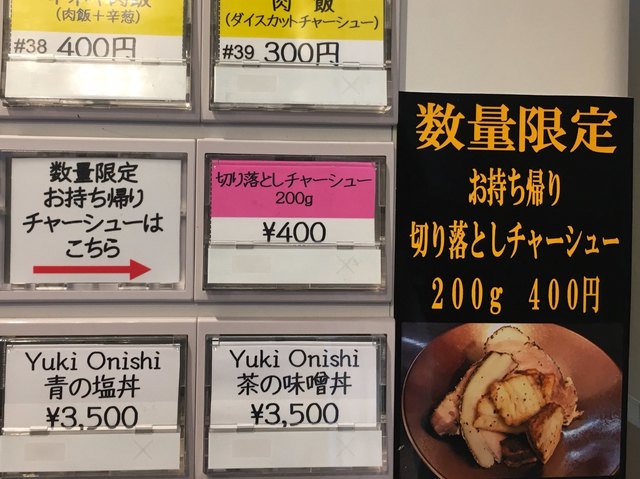 (肉飯+辛葱)
#38 400円
肉飯
(ダイスカットチャーシュー)
#39 300円
数量限定
お持ち帰り
チャーシューは
こちら
切り落としチャーシュー
200g
¥400
Yuki Onishi
青の塩丼
¥3,500
Yuki Onishi
茶の味噌丼
¥3,500
数量限定
お持ち帰り
切り落としチャーシュー
200g 400円